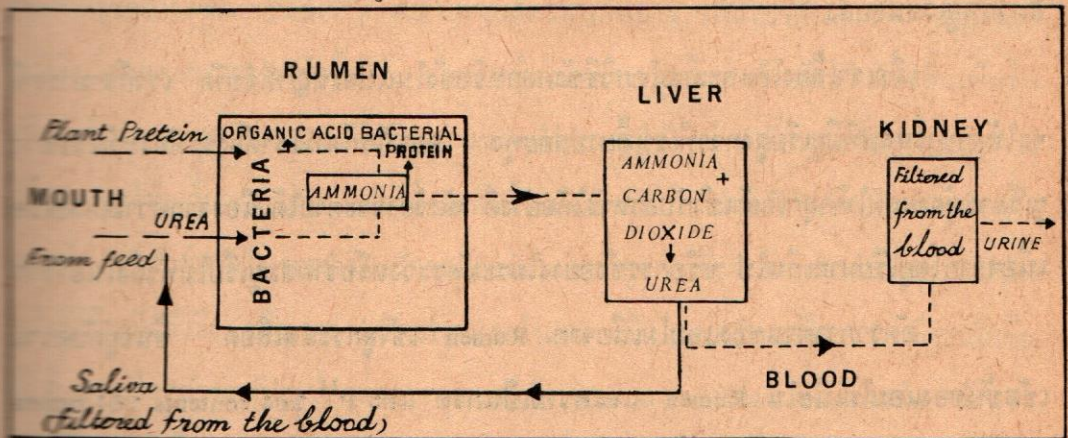 RUMEN
LIVER
KIDNEY
Plant Pretein
MOUTH
UREA
From feed
BACTERIA
ORGANIC ACID BACTERIAL
PROTEIN
AMMONIA
AMMONIA
+
CARBON
DIOXIDE
UREA
Filtered
from the
blood
URINE
BLOOD
Saliva
(filtered from the blood)